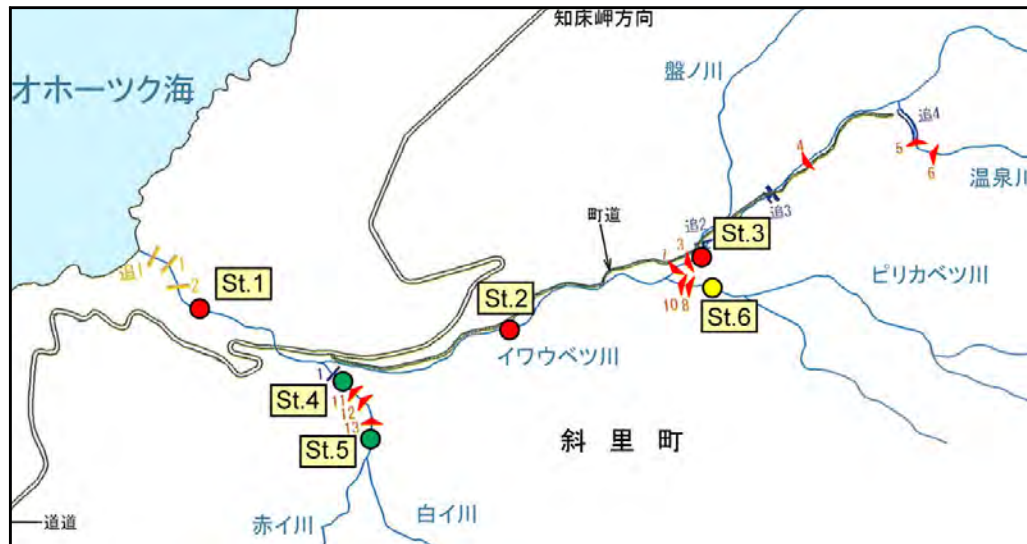 知床岬方向
オホーツク海
盤ノ川
追4
4
5
6
温泉川
町道
追2
追3
3
St.3
7
ピリカベツ川
追1
1
2
St.1
St.2
10
8
St.6
イワウベツ川
1
St.4
11
12
13
St.5
斜里町
道道
赤イ川
白イ川